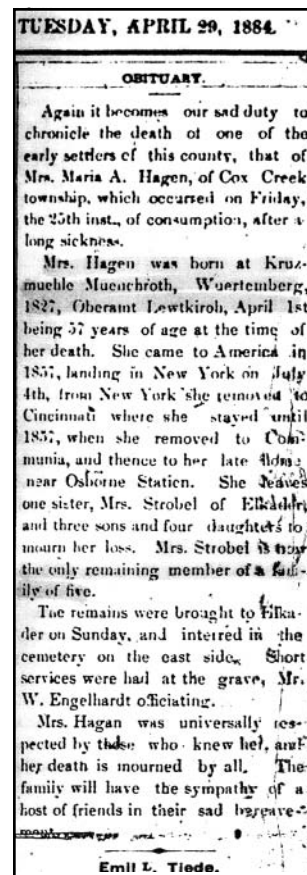 TUESDAY, APRIL 29, 1884.
OBITUARY.
Again it becomes our sad duty to
chronicle the death of one of the
early settlers of this county, that of
Mrs. Maria A. Hagen, of Cox Creek
township, which occurred on Friday,
the 25th inst., of consumption, after a
long sickness.
Mrs. Hagen was born at Kruz-
muehle Muenchroth, Wuertemberg,
1827, Oberamt Lewtkiroh, April 1st
being 57 years of age at the time of
her death. She came to America in
1857, landing in New York on July
4th, from New York she removed to
Cincinnati where she stayed until
1857, when she removed to Com-
munia, and thence to her late home
near Osborne Station. She leaves
one sister, Mrs. Strobel of Elkader,
and three sons and four daughters to
mourn her loss. Mrs. Strobel is now
the only remaining member of a fam-
ily of five.
The remains were brought to Elka-
der on Sunday, and interred in the
cemetery on the east side. Short
services were had at the grave, Mr.
W. Engelhardt officiating.
Mrs. Hagan was universally res-
pected by those who knew her, and
her death is mourned by all. The
family will have the sympathy of a
host of friends in their sad bereave-
ment.
Emil L. Tiede.